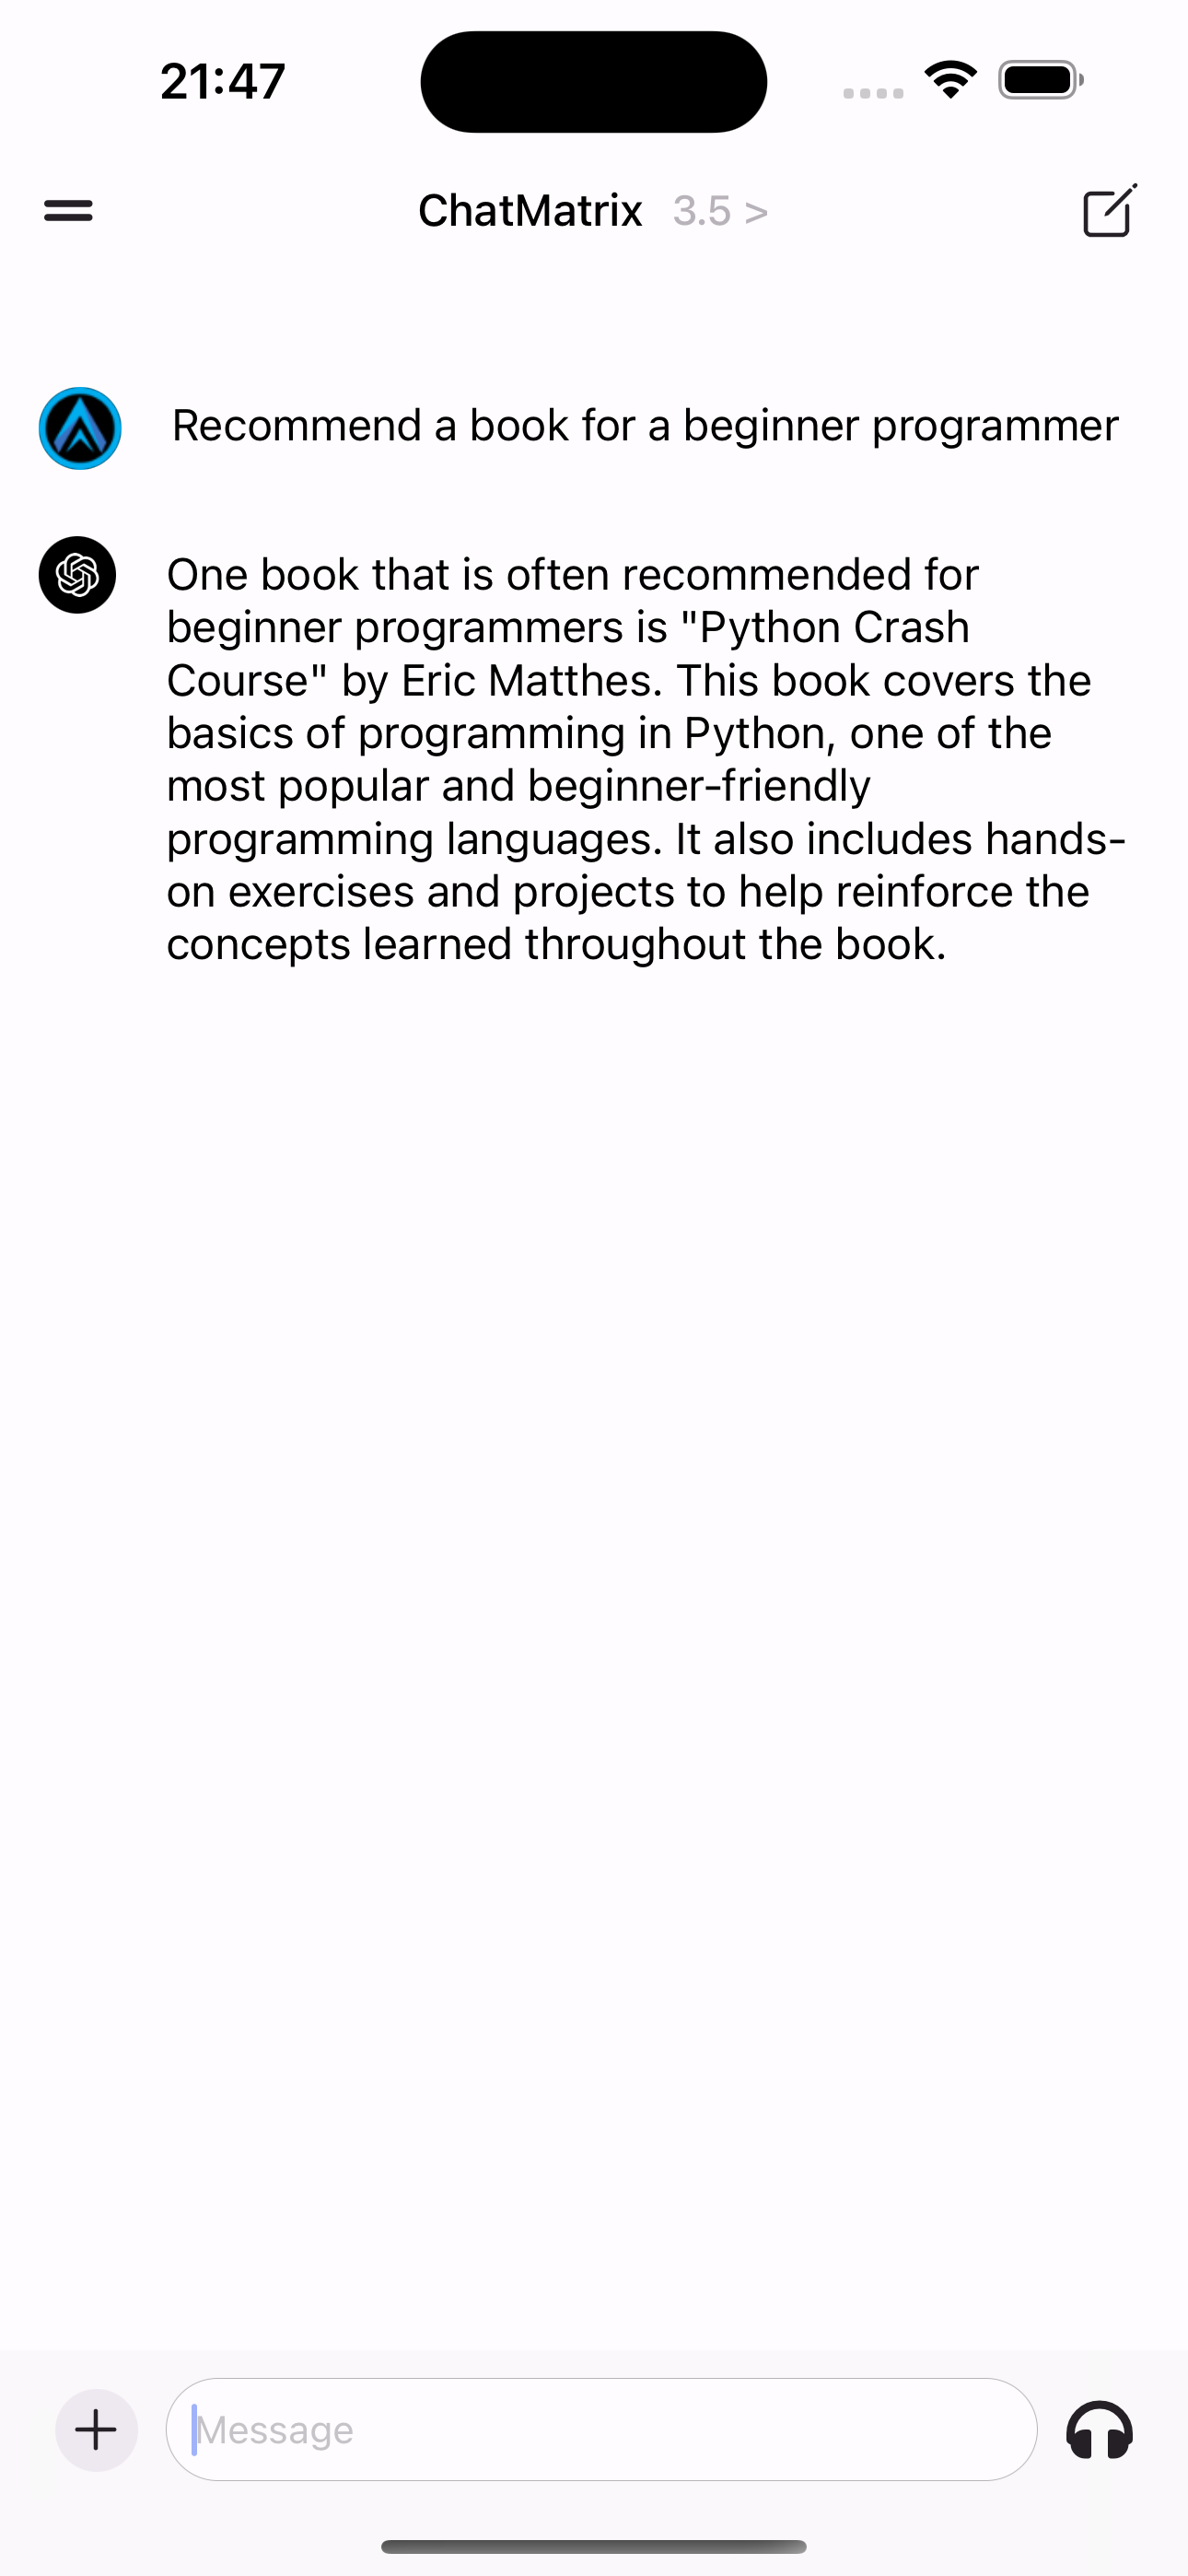 21:47
ChatMatrix 3.5 >
Recommend a book for a beginner programmer
One book that is often recommended for
beginner programmers is "Python Crash
Course" by Eric Matthes. This book covers the
basics of programming in Python, one of the
most popular and beginner-friendly
programming languages. It also includes hands-
on exercises and projects to help reinforce the
concepts learned throughout the book.
Message